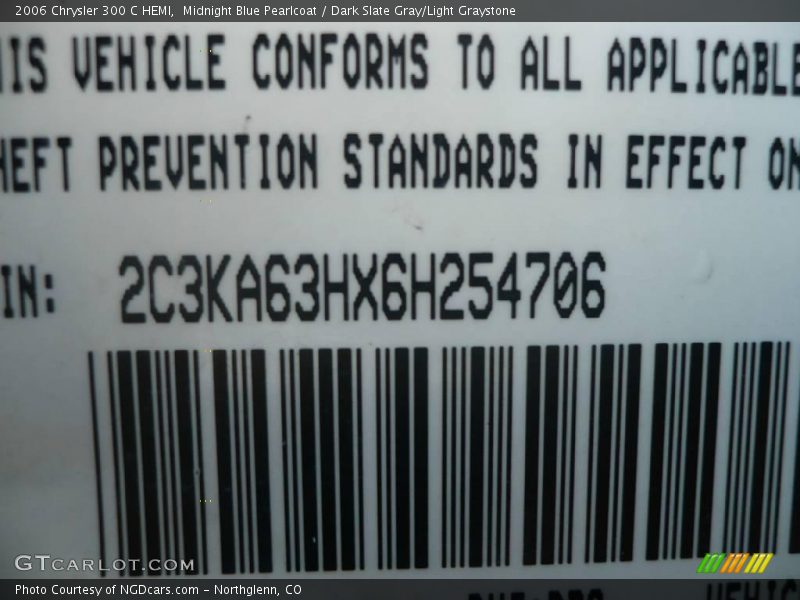 2006 Chrysler 300 C HEMI, Midnight Blue Pearlcoat / Dark Slate Gray/Light Graystone
IS VEHICLE CONFORMS TO ALL APPLICABLE
HEFT PREVENTION STANDARDS IN EFFECT ON
IN: 2C3KA63HX6H254706
GTCARLOT.COM
Photo Courtesy of NGDcars.com – Northglenn, CO